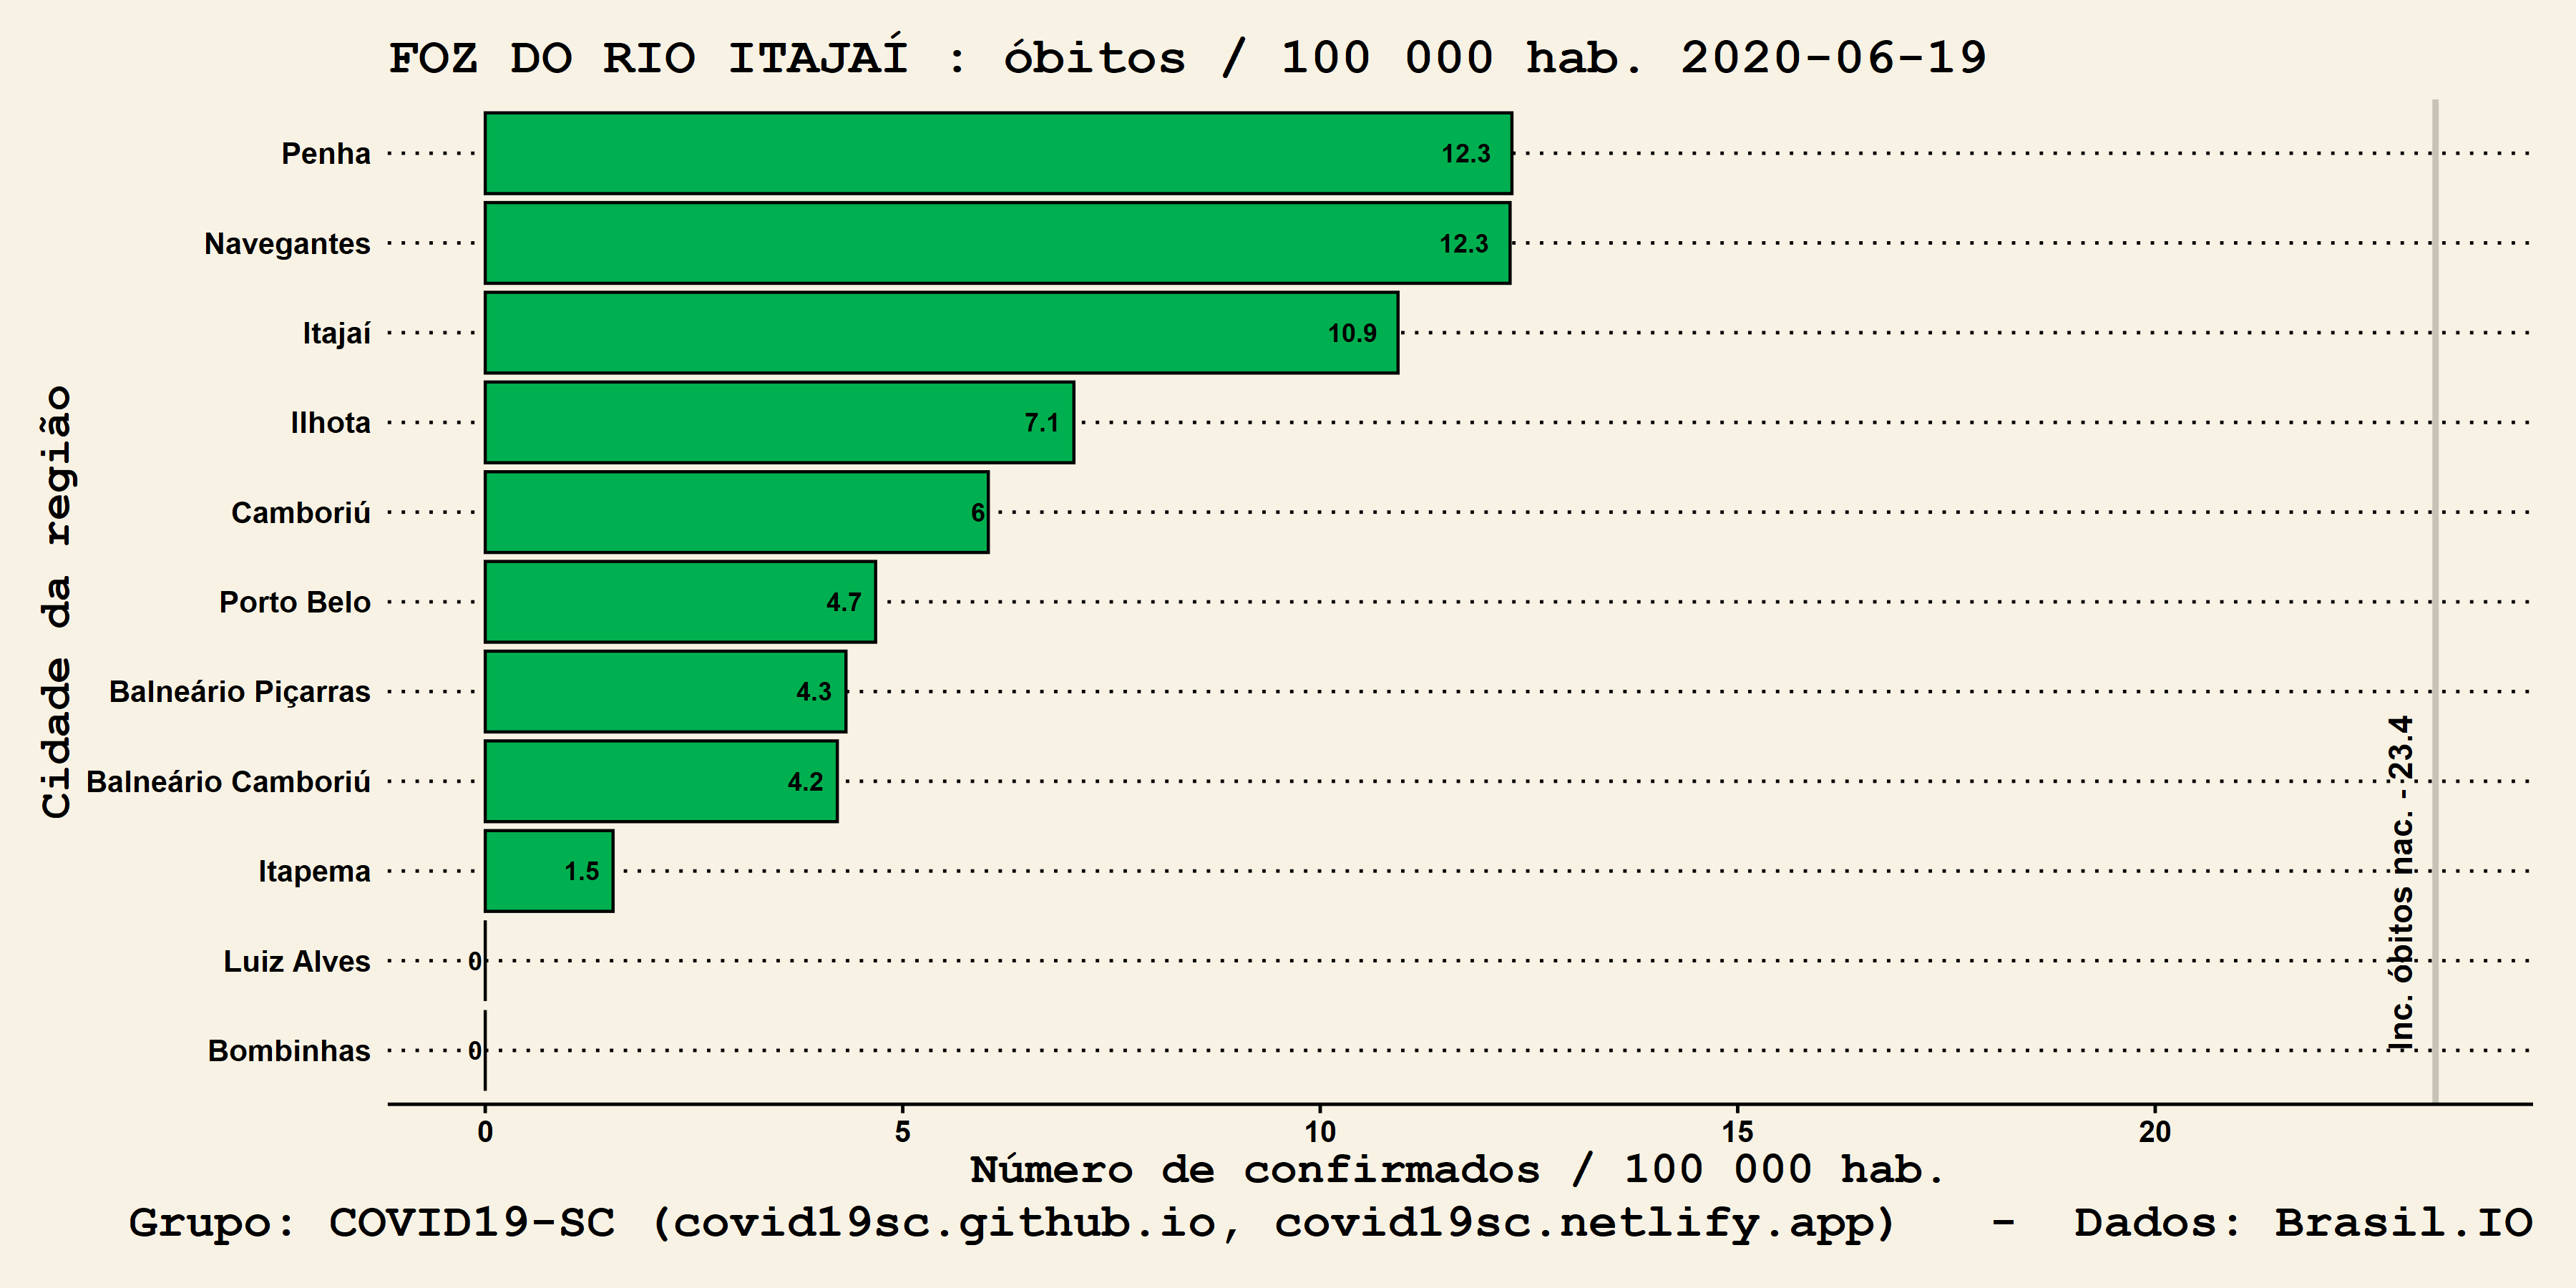 FOZ DO RIO ITAJAÍ : óbitos / 100 000 hab. 2020-06-19
Cidade da região
Penha 12.3
Navegantes 12.3
Itajaí 10.9
Ilhota 7.1
Camboriú 6
Porto Belo 4.7
Balneário Piçarras 4.3
Balneário Camboriú 4.2
Itapema 1.5
Luiz Alves 0
Bombinhas 0
Inc. óbitos nac. - 23.4
0 5 10 15 20
Número de confirmados / 100 000 hab.
Grupo: COVID19-SC (covid19sc.github.io, covid19sc.netlify.app) - Dados: Brasil.IO